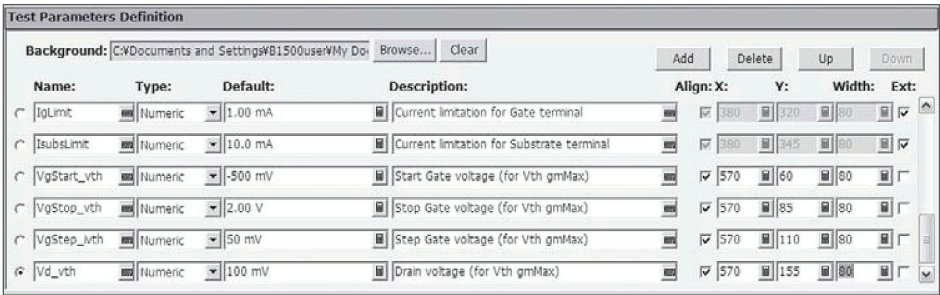 Test Parameters Definition
Background: C:¥Documents and Settings¥B1500user¥My Do Browse... Clear Add Delete Up Down
Name: Type: Default: Description: Align: X: Y: Width: Ext:
IgLimit Numeric 1.00 mA Current limitation for Gate terminal 380 320 80
IsubsLimit Numeric 10.0 mA Current limitation for Substrate terminal 380 345 80
VgStart_vth Numeric -500 mV Start Gate voltage (for Vth gmMax) 570 60 80
VgStop_vth Numeric 2.00 V Stop Gate voltage (for Vth gmMax) 570 85 80
VgStep_ivth Numeric 50 mV Step Gate voltage (for Vth gmMax) 570 110 80
Vd_vth Numeric 100 mV Drain voltage (for Vth gmMax) 570 155 80